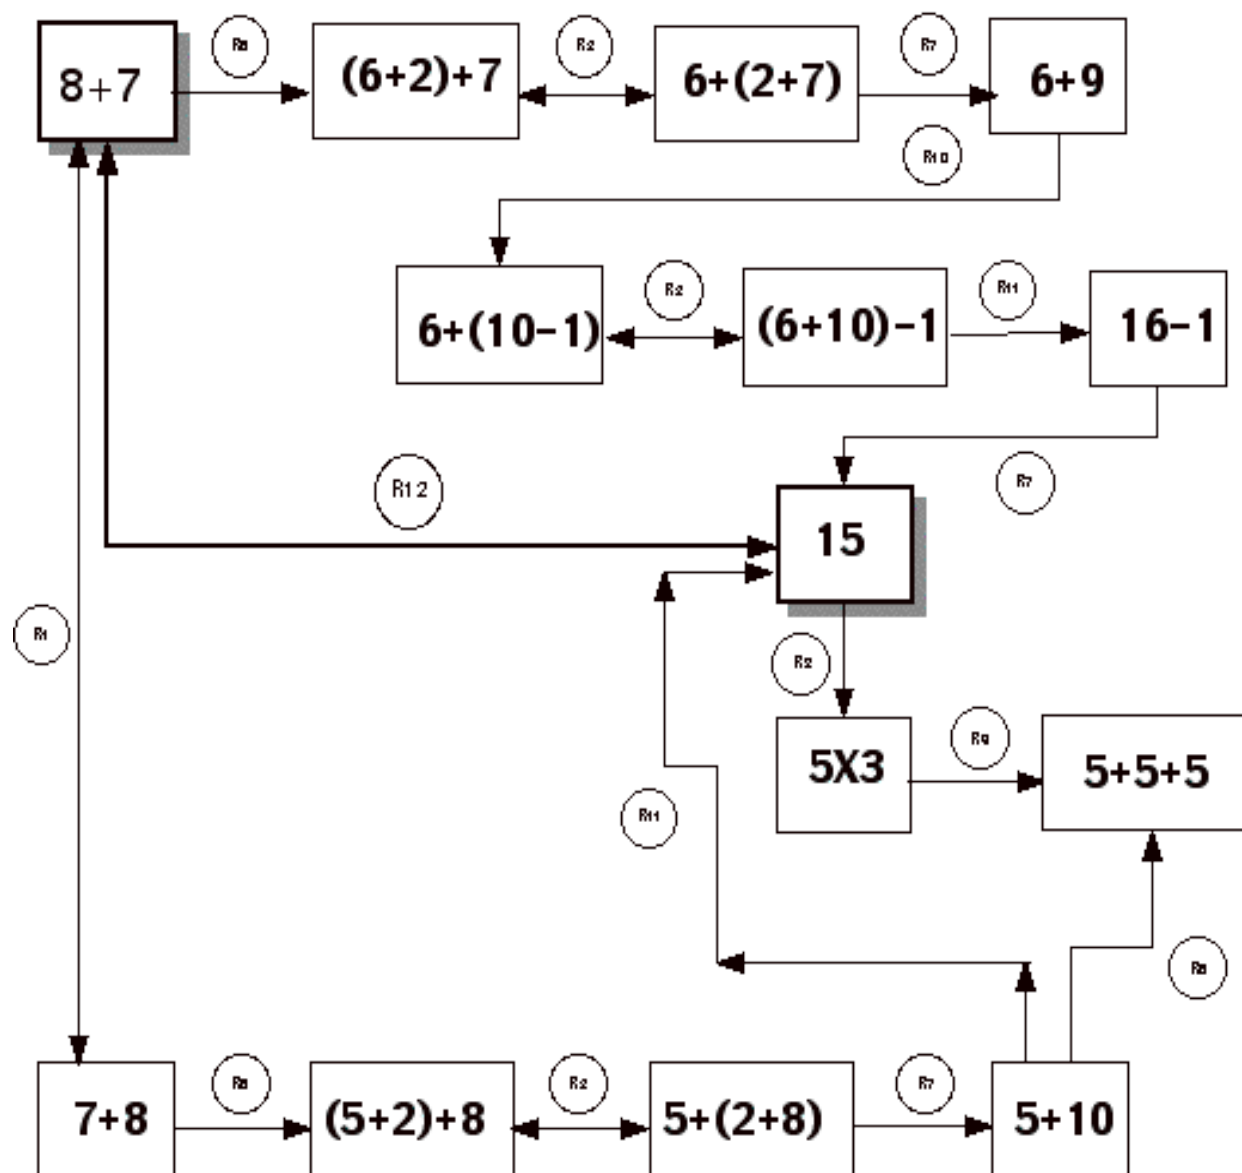 8+7
R8
(6+2)+7
R2
6+(2+7)
R7
6+9
R10
6+(10-1)
R2
(6+10)-1
R11
16-1
R7
R12
15
R1
R2
5X3
R9
5+5+5
R11
7+8
(5+2)+8
R2
5+(2+8)
R7
5+10